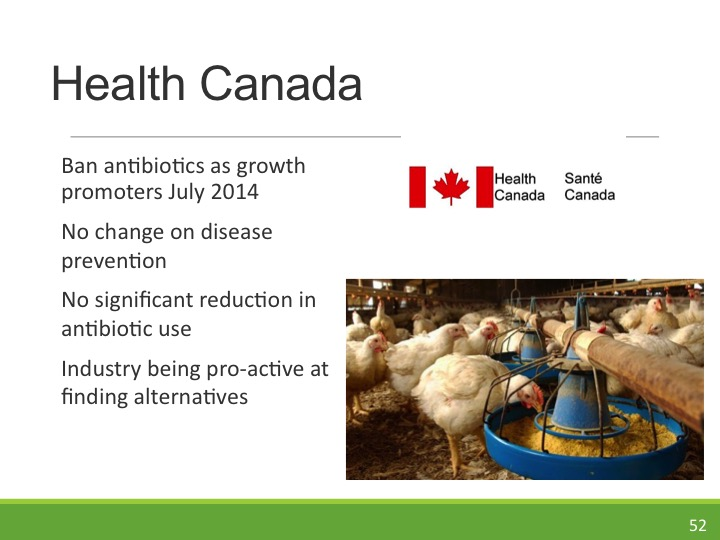 Health Canada
Ban antibiotics as growth
promoters July 2014
No change on disease
prevention
No significant reduction in
antibiotic use
Industry being pro-active at
finding alternatives
Health
Canada
Santé
Canada
52